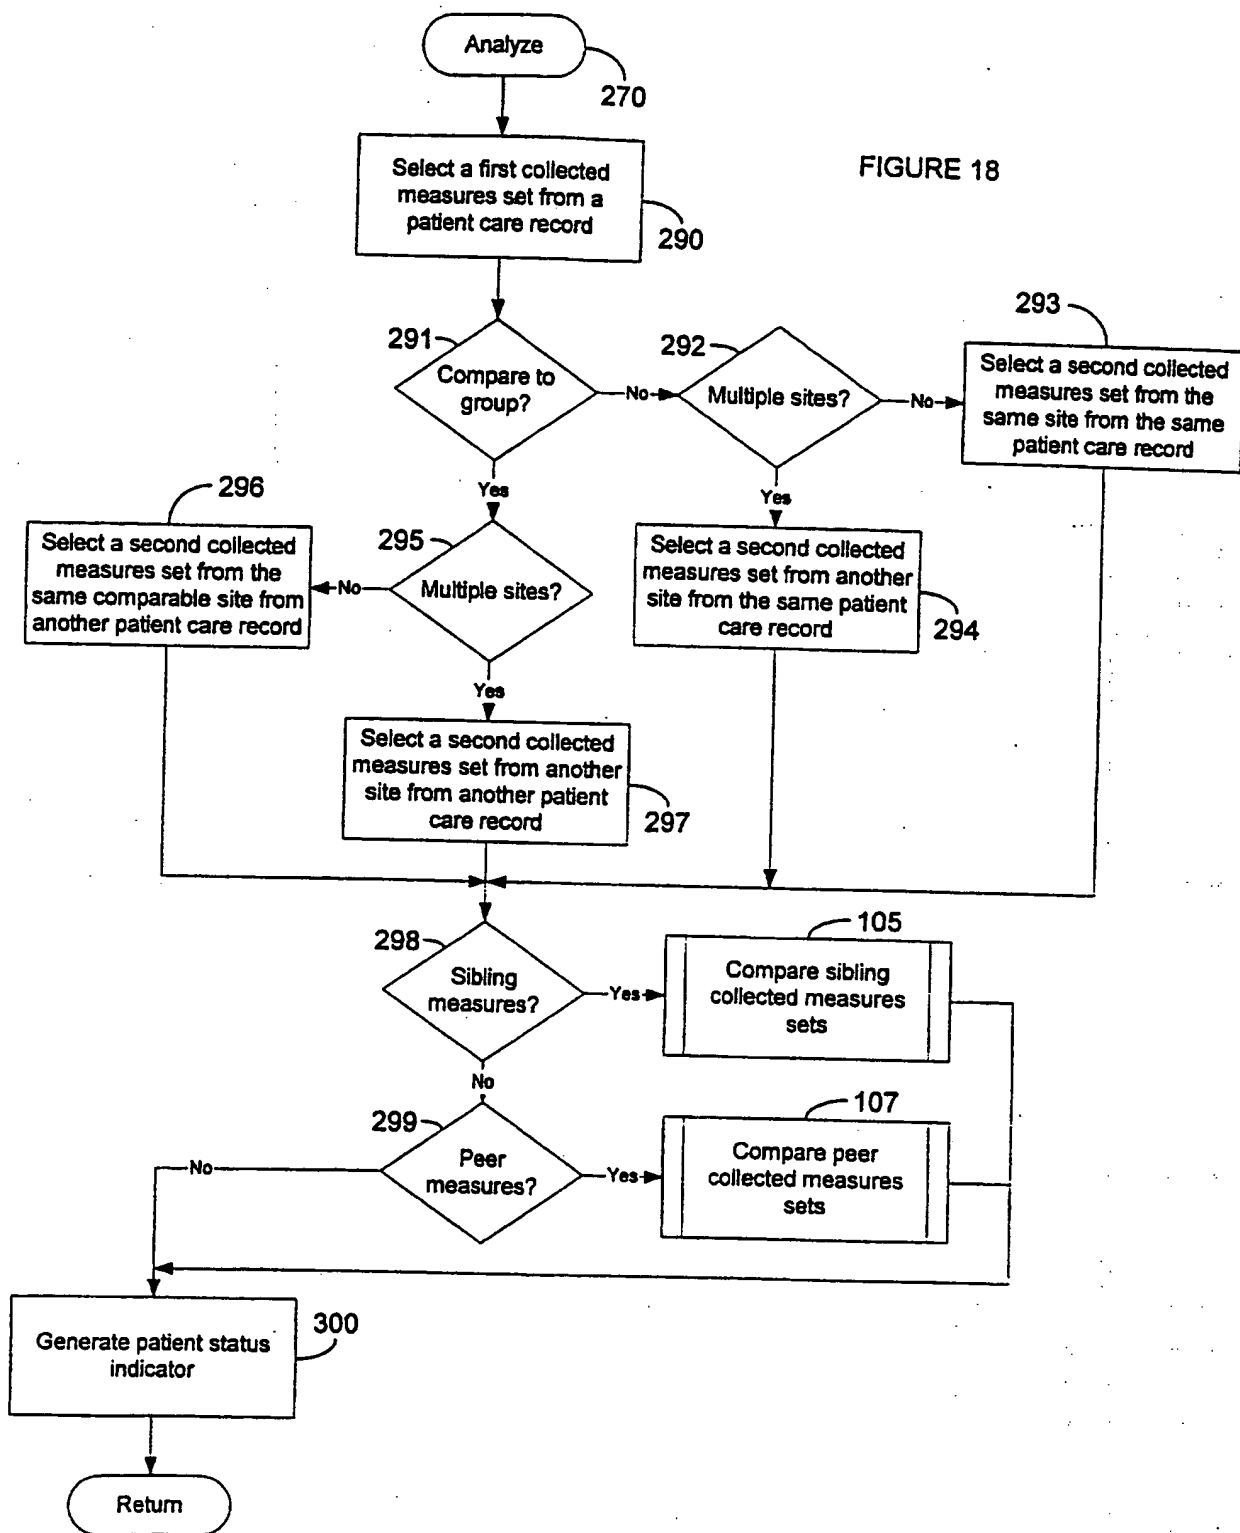 Analyze
270
FIGURE 18
Select a first collected
measures set from a
patient care record
290
293
291
292
Compare to
group?
No
Multiple sites?
No
Select a second collected
measures set from the
same site from the same
patient care record
Yes
Yes
296
295
Select a second collected
measures set from the
same comparable site from
another patient care record
No
Multiple sites?
Select a second collected
measures set from another
site from the same patient
care record
294
Yes
Select a second collected
measures set from another
site from another patient
care record
297
298
105
Sibling
measures?
Yes
Compare sibling
collected measures
sets
No
299
107
No
Peer
measures?
Yes
Compare peer
collected measures
sets
Generate patient status
indicator
300
Return